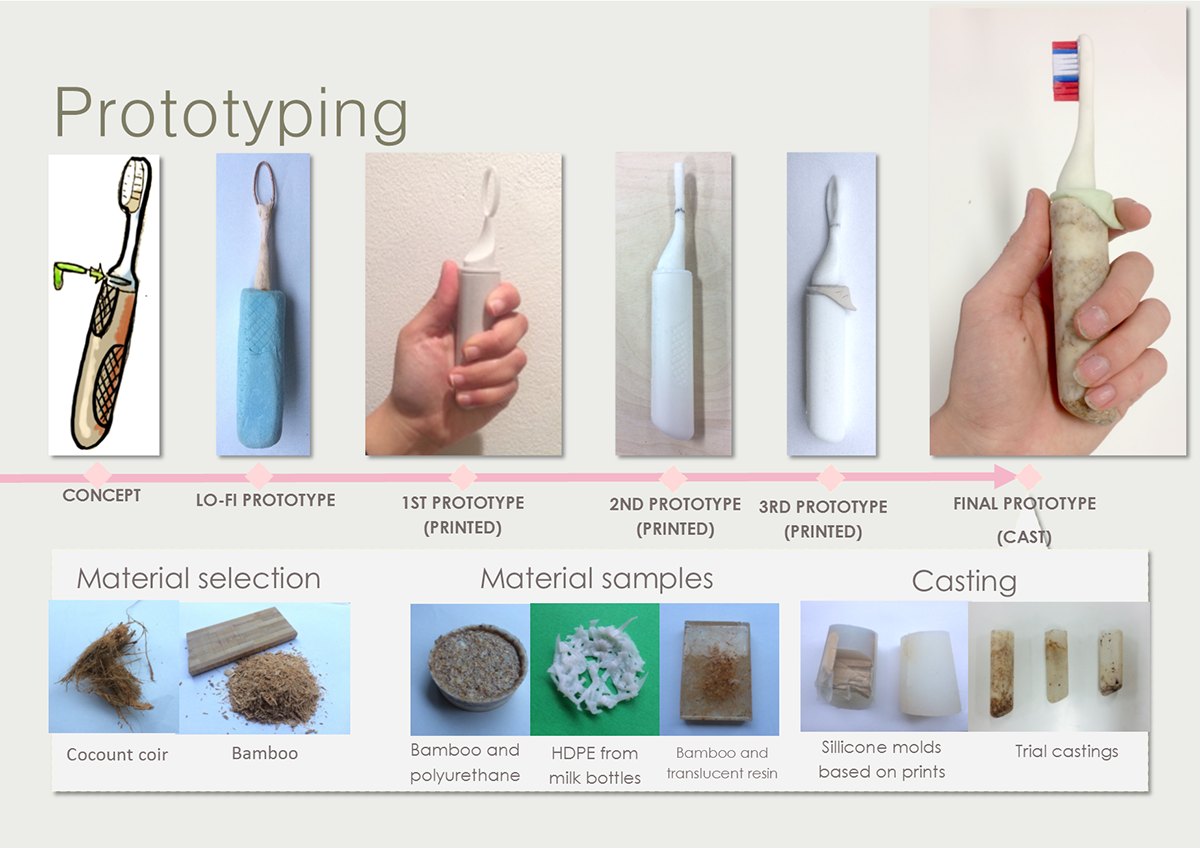 Prototyping
CONCEPT
LO-FI PROTOTYPE
1ST PROTOTYPE
(PRINTED)
2ND PROTOTYPE
(PRINTED)
3RD PROTOTYPE
(PRINTED)
FINAL PROTOTYPE
(CAST)
Material selection
Cocount coir
Bamboo
Material samples
Bamboo and
polyurethane
HDPE from
milk bottles
Bamboo and
translucent resin
Casting
Sillicone molds
based on prints
Trial castings